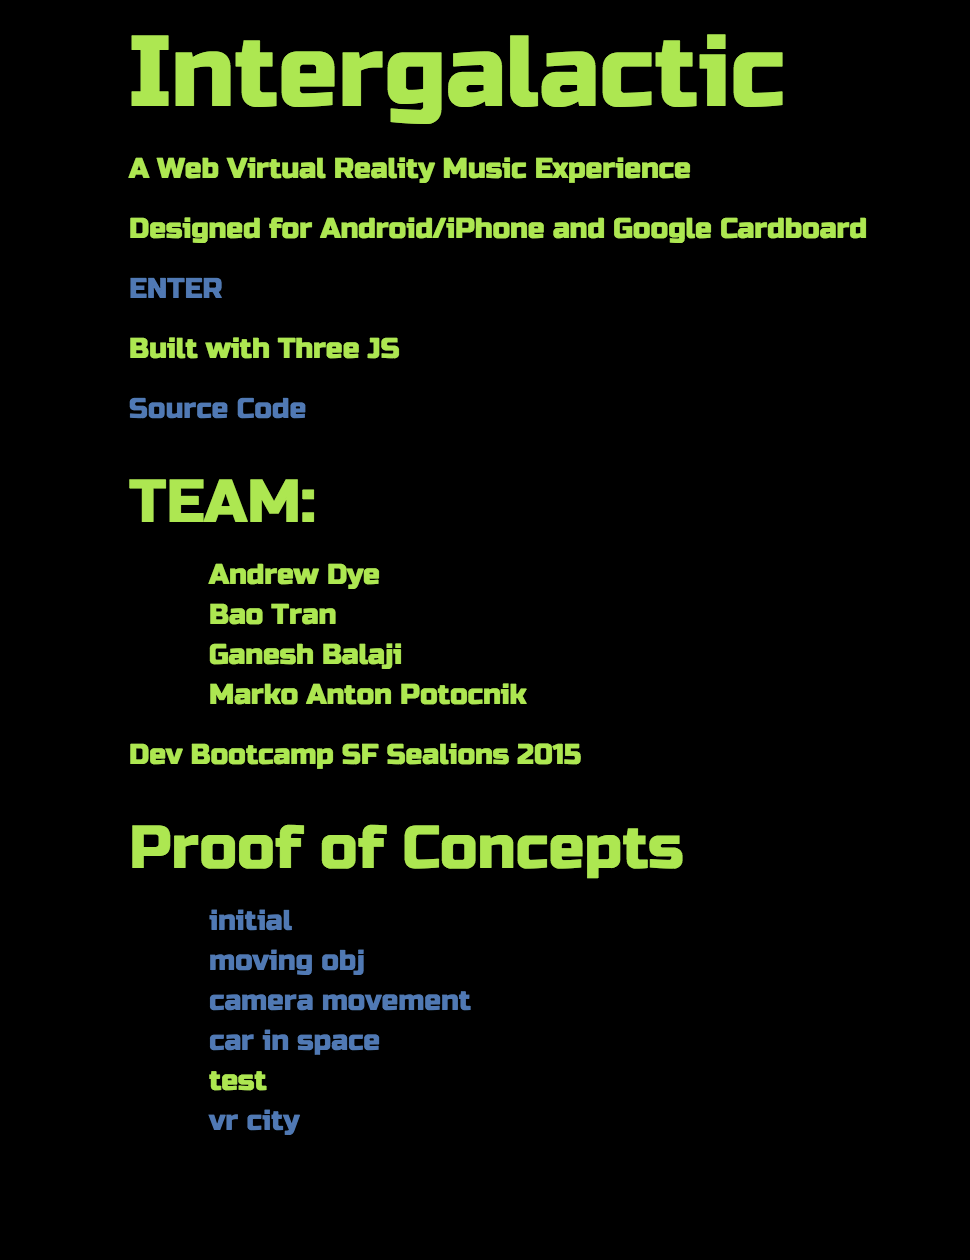 Intergalactic
A Web Virtual Reality Music Experience
Designed for Android/iPhone and Google Cardboard
ENTER
Built with Three JS
Source Code
TEAM:
Andrew Dye
Bao Tran
Ganesh Balaji
Marko Anton Potocnik
Dev Bootcamp SF Sealions 2015
Proof of Concepts
initial
moving obj
camera movement
car in space
test
vr city